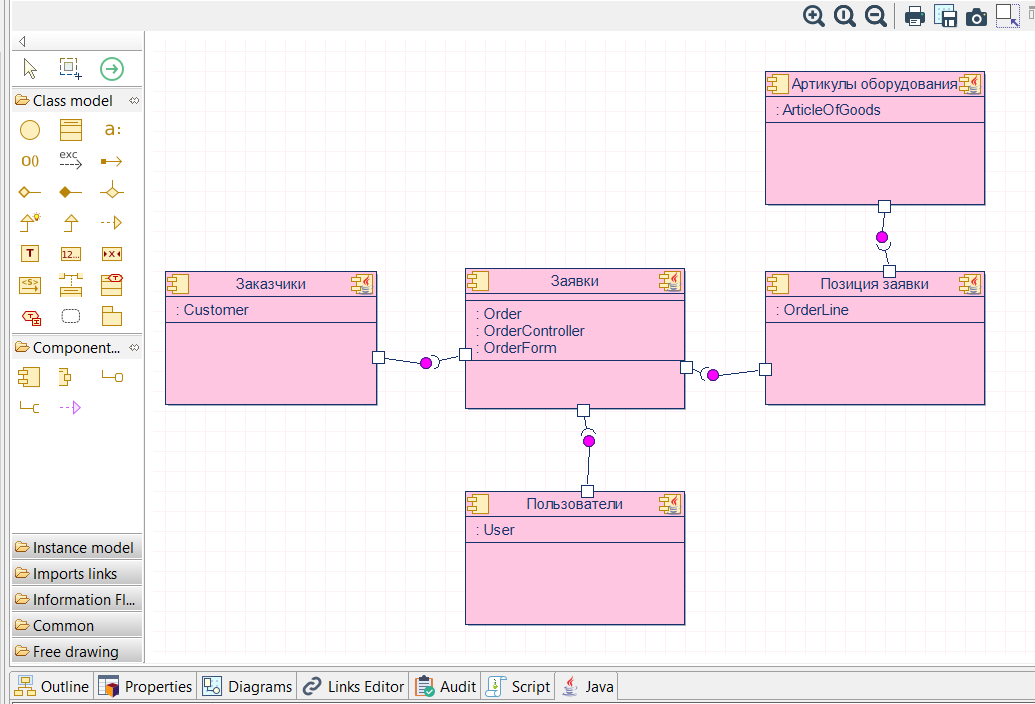 Class model
a:
O()
exc
T
12...
X
<S>
T
T
Component...
Instance model
Imports links
Information Fl...
Common
Free drawing
Артикулы оборудования
: ArticleOfGoods
Заказчики
: Customer
Заявки
: Order
: OrderController
: OrderForm
Позиция заявки
: OrderLine
Пользователи
: User
Outline
Properties
Diagrams
Links Editor
Audit
Script
Java